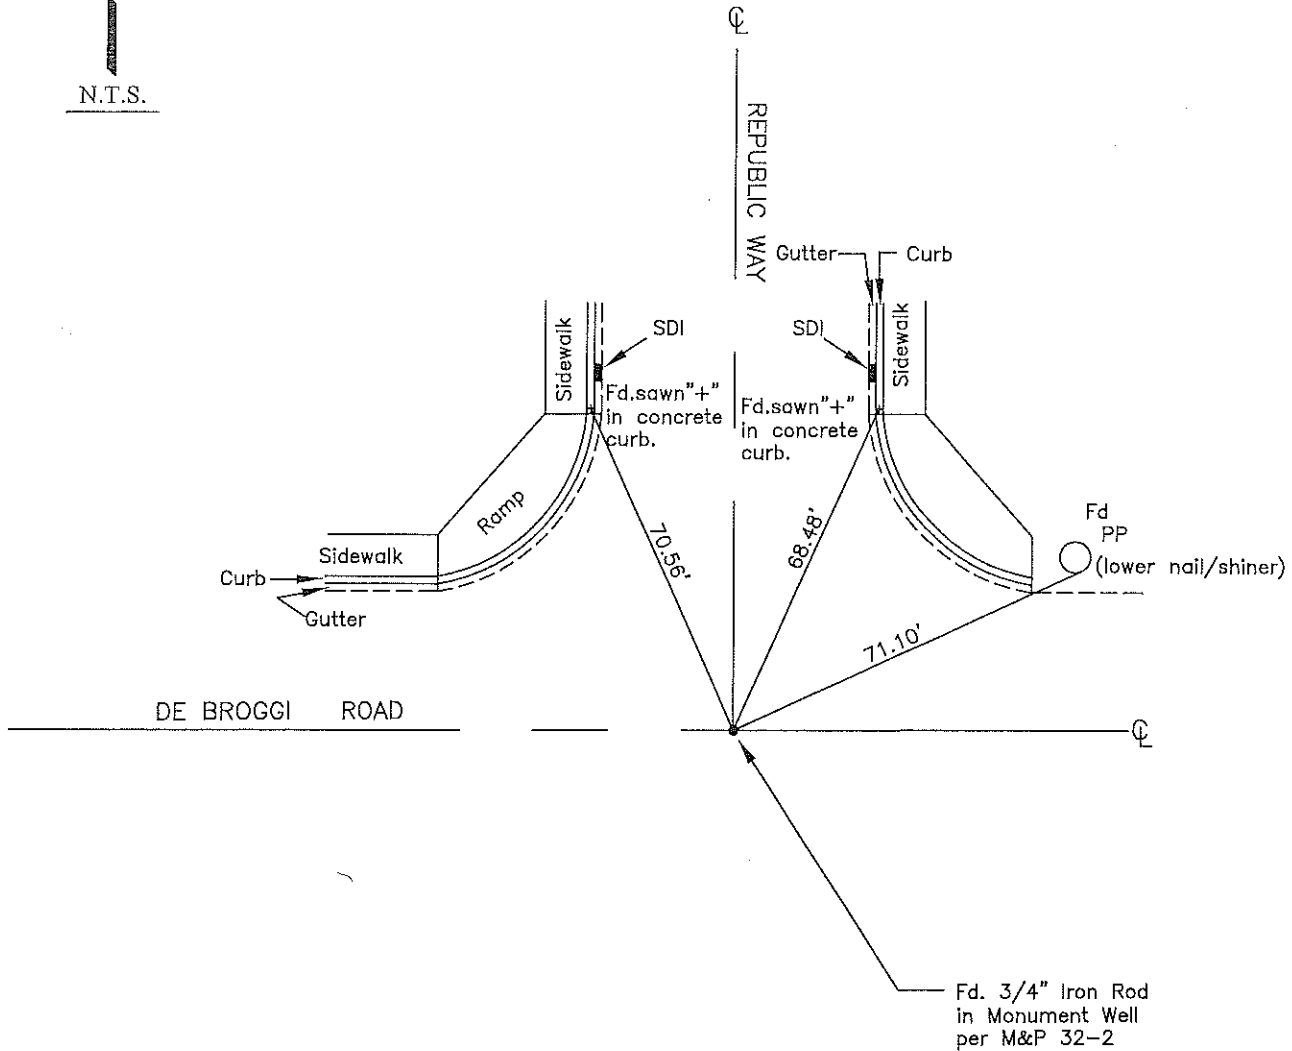 ℄
N.T.S.
REPUBLIC WAY
Gutter
Curb
Sidewalk
SDI
SDI
Sidewalk
Fd.sawn"+"
in concrete
curb.
Fd.sawn"+"
in concrete
curb.
Ramp
Fd
PP
(lower nail/shiner)
70.56'
68.48'
Sidewalk
Curb
Gutter
71.10'
DE BROGGI ROAD
℄
Fd. 3/4" Iron Rod
in Monument Well
per M&P 32-2